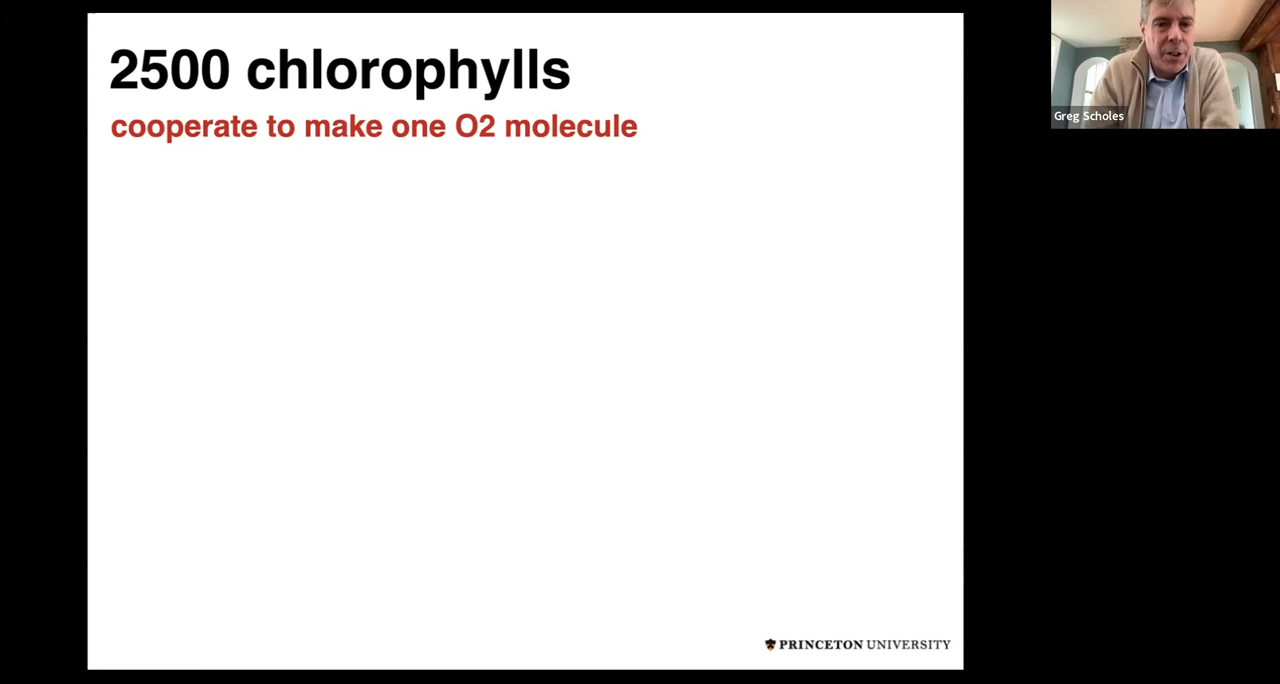 2500 chlorophylls
cooperate to make one O2 molecule
Greg Scholes
PRINCETON UNIVERSITY